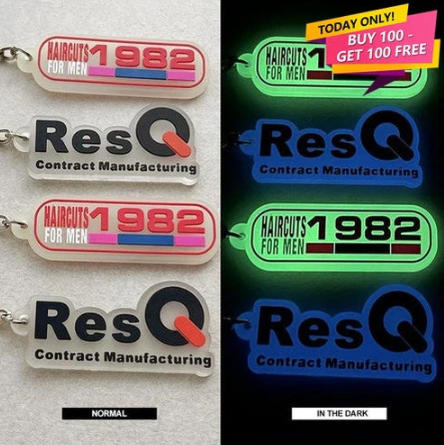 TODAY ONLY!
BUY 100 -
GET 100 FREE
HAIRCUTS
FOR MEN
1982
ResQ
Contract Manufacturing
HAIRCUTS
FOR MEN
1982
ResQ
Contract Manufacturing
HAIRCUTS
FOR MEN
1982
ResQ
Contract Manufacturing
HAIRCUTS
FOR MEN
1982
ResQ
Contract Manufacturing
NORMAL
IN THE DARK